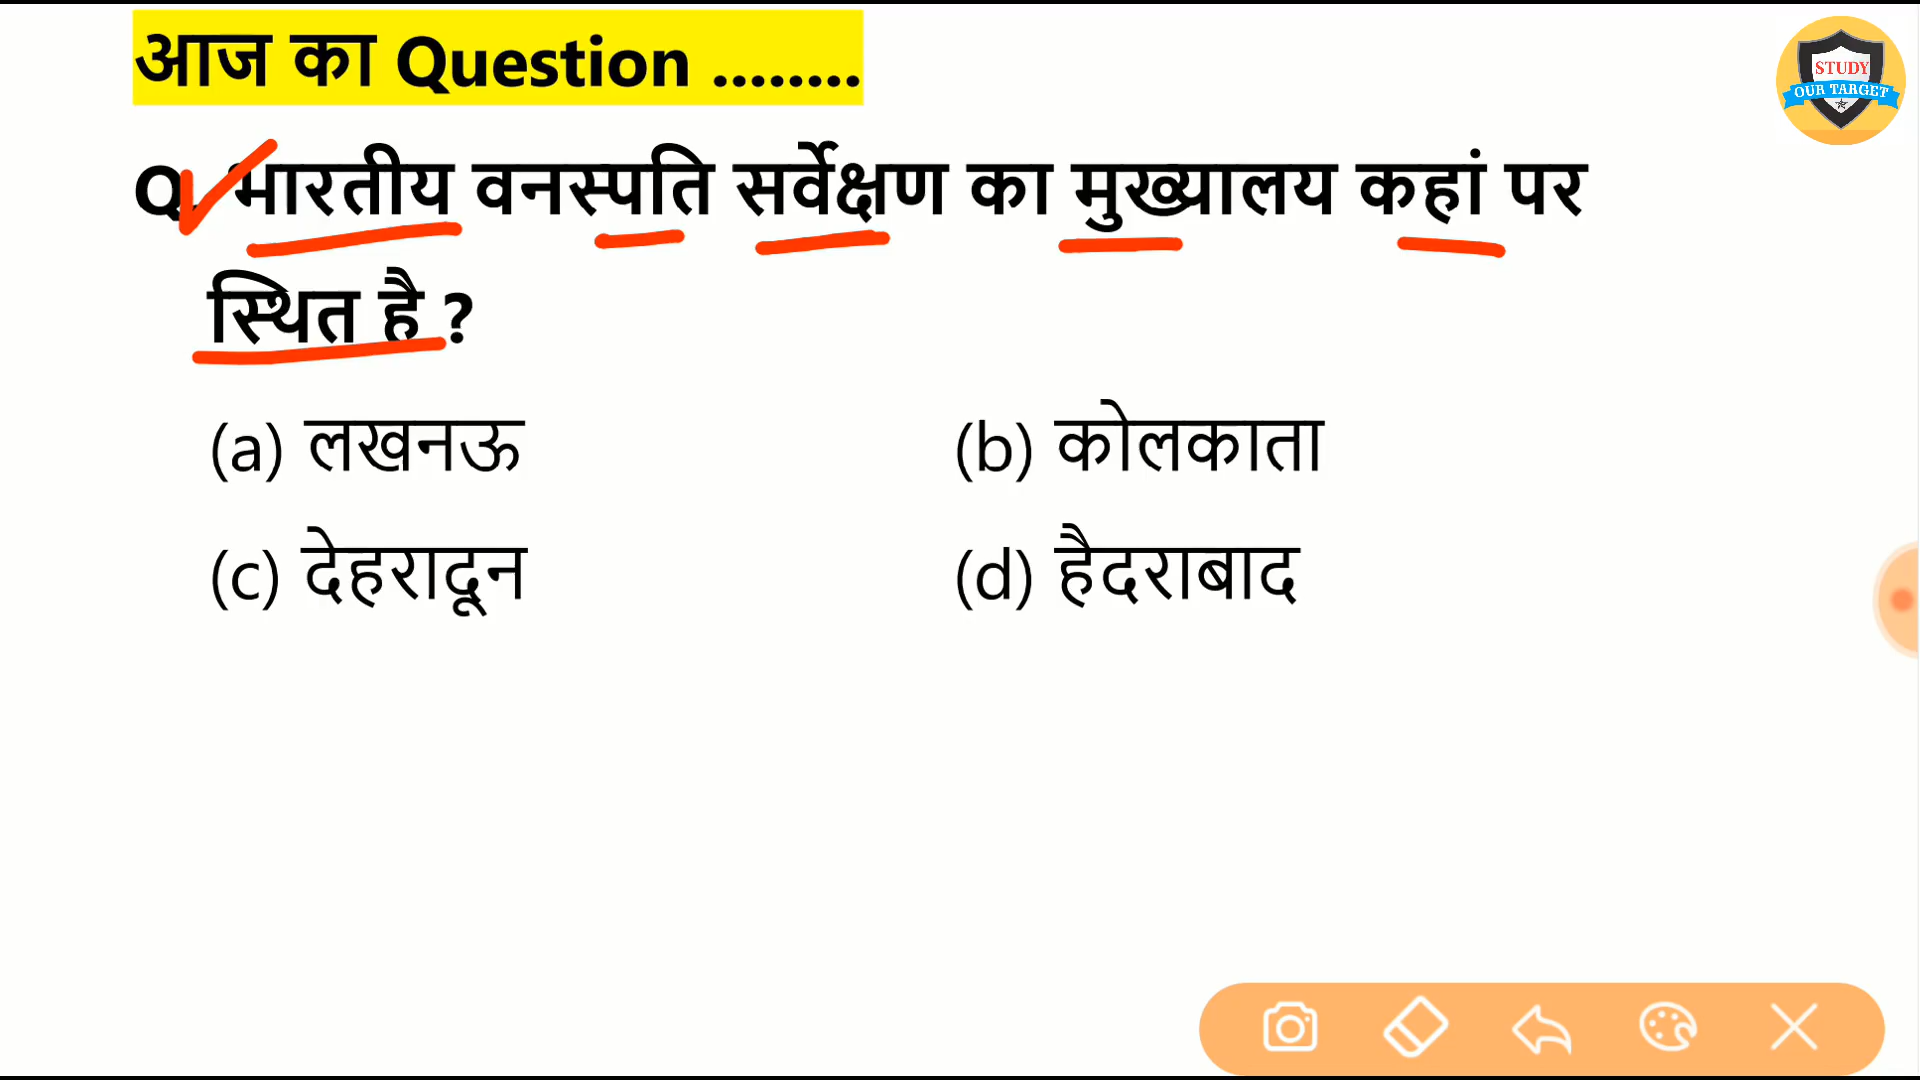 आज का Question ........
STUDY
OUR TARGET
Q. भारतीय वनस्पति सर्वेक्षण का मुख्यालय कहां पर
स्थित है ?
(a) लखनऊ (b) कोलकाता
(c) देहरादून (d) हैदराबाद